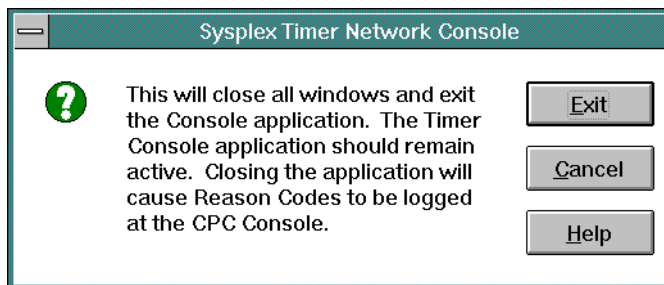 Sysplex Timer Network Console
This will close all windows and exit
the Console application. The Timer
Console application should remain
active. Closing the application will
cause Reason Codes to be logged
at the CPC Console.
Exit
Cancel
Help